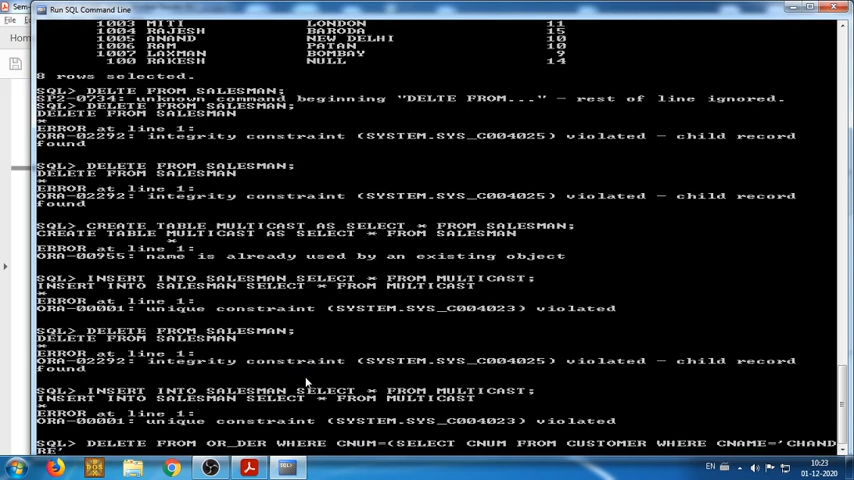 Sem-
Run SQL Command Line
File
Hom
1003 MITI LONDON 11
1004 RAJESH BARODA 15
1005 ANAND NEW DELHI 10
1006 RAM PATAN 10
1007 LAXMAN BOMBAY 9
100 RAKESH NULL 14
8 rows selected.
SQL> DELTE FROM SALESMAN;
SP2-0734: unknown command beginning "DELTE FROM..." - rest of line ignored.
SQL> DELETE FROM SALESMAN;
DELETE FROM SALESMAN
*
ERROR at line 1:
ORA-02292: integrity constraint (SYSTEM.SYS_C004025) violated - child record
found
SQL> DELETE FROM SALESMAN;
DELETE FROM SALESMAN
*
ERROR at line 1:
ORA-02292: integrity constraint (SYSTEM.SYS_C004025) violated - child record
found
SQL> CREATE TABLE MULTICAST AS SELECT * FROM SALESMAN;
CREATE TABLE MULTICAST AS SELECT * FROM SALESMAN
*
ERROR at line 1:
ORA-00955: name is already used by an existing object
SQL> INSERT INTO SALESMAN SELECT * FROM MULTICAST;
INSERT INTO SALESMAN SELECT * FROM MULTICAST
*
ERROR at line 1:
ORA-00001: unique constraint (SYSTEM.SYS_C004023) violated
SQL> DELETE FROM SALESMAN;
DELETE FROM SALESMAN
*
ERROR at line 1:
ORA-02292: integrity constraint (SYSTEM.SYS_C004025) violated - child record
found
SQL> INSERT INTO SALESMAN SELECT * FROM MULTICAST;
INSERT INTO SALESMAN SELECT * FROM MULTICAST
*
ERROR at line 1:
ORA-00001: unique constraint (SYSTEM.SYS_C004023) violated
SQL> DELETE FROM OR_DER WHERE CNUM=(SELECT CNUM FROM CUSTOMER WHERE CNAME='CHAND
RE'
DOS
SQL>
EN
10:23
01-12-2020